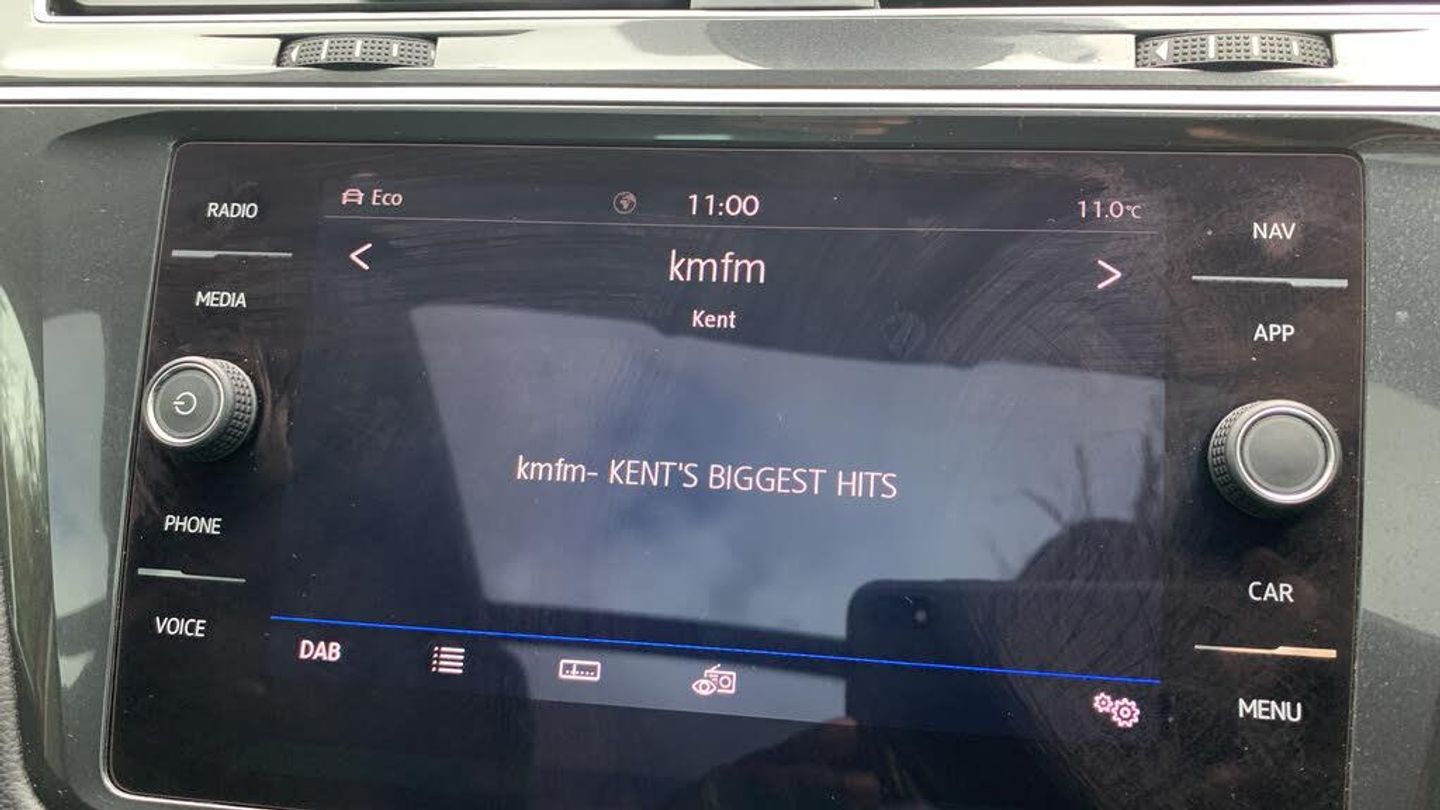 RADIO
MEDIA
PHONE
VOICE
Eco
11:00
11.0°C
kmfm
Kent
kmfm- KENT'S BIGGEST HITS
DAB
NAV
APP
CAR
MENU